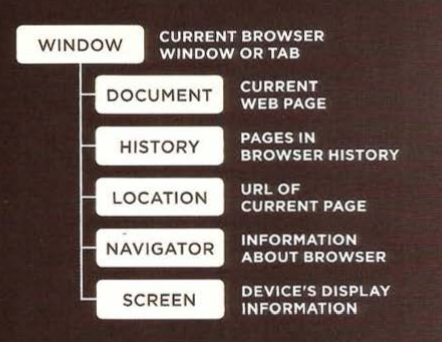 WINDOW
CURRENT BROWSER
WINDOW OR TAB
DOCUMENT
CURRENT
WEB PAGE
HISTORY
PAGES IN
BROWSER HISTORY
LOCATION
URL OF
CURRENT PAGE
NAVIGATOR
INFORMATION
ABOUT BROWSER
SCREEN
DEVICE'S DISPLAY
INFORMATION